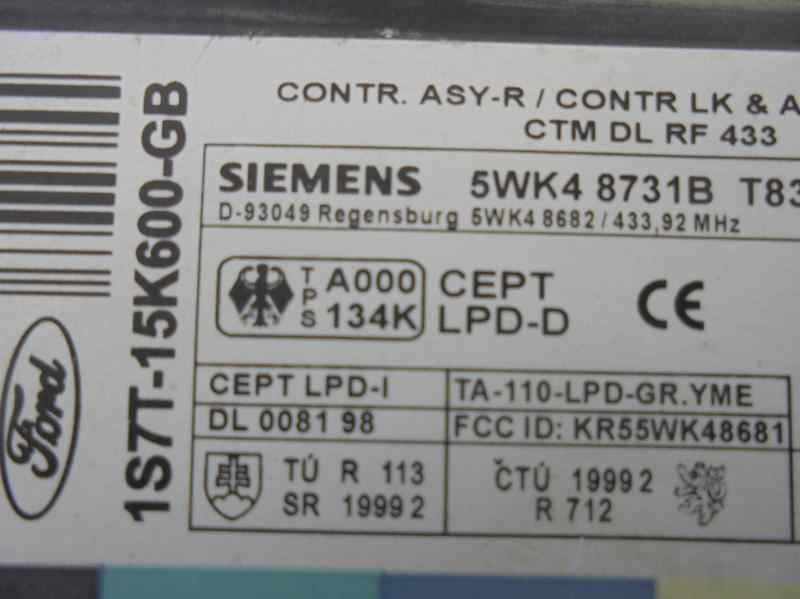 CONTR. ASY-R / CONTR LK & A
CTM DL RF 433
1S7T-15K600-GB
Ford
SIEMENS 5WK4 8731B T83
D-93049 Regensburg 5WK4 8682 / 433,92 MHz
TPS A000 134K
CEPT LPD-D
CE
CEPT LPD-I
TA-110-LPD-GR.YME
DL 0081 98
FCC ID: KR55WK48681
TÚ R 113
SR 1999 2
ČTÚ 1999 2
R 712